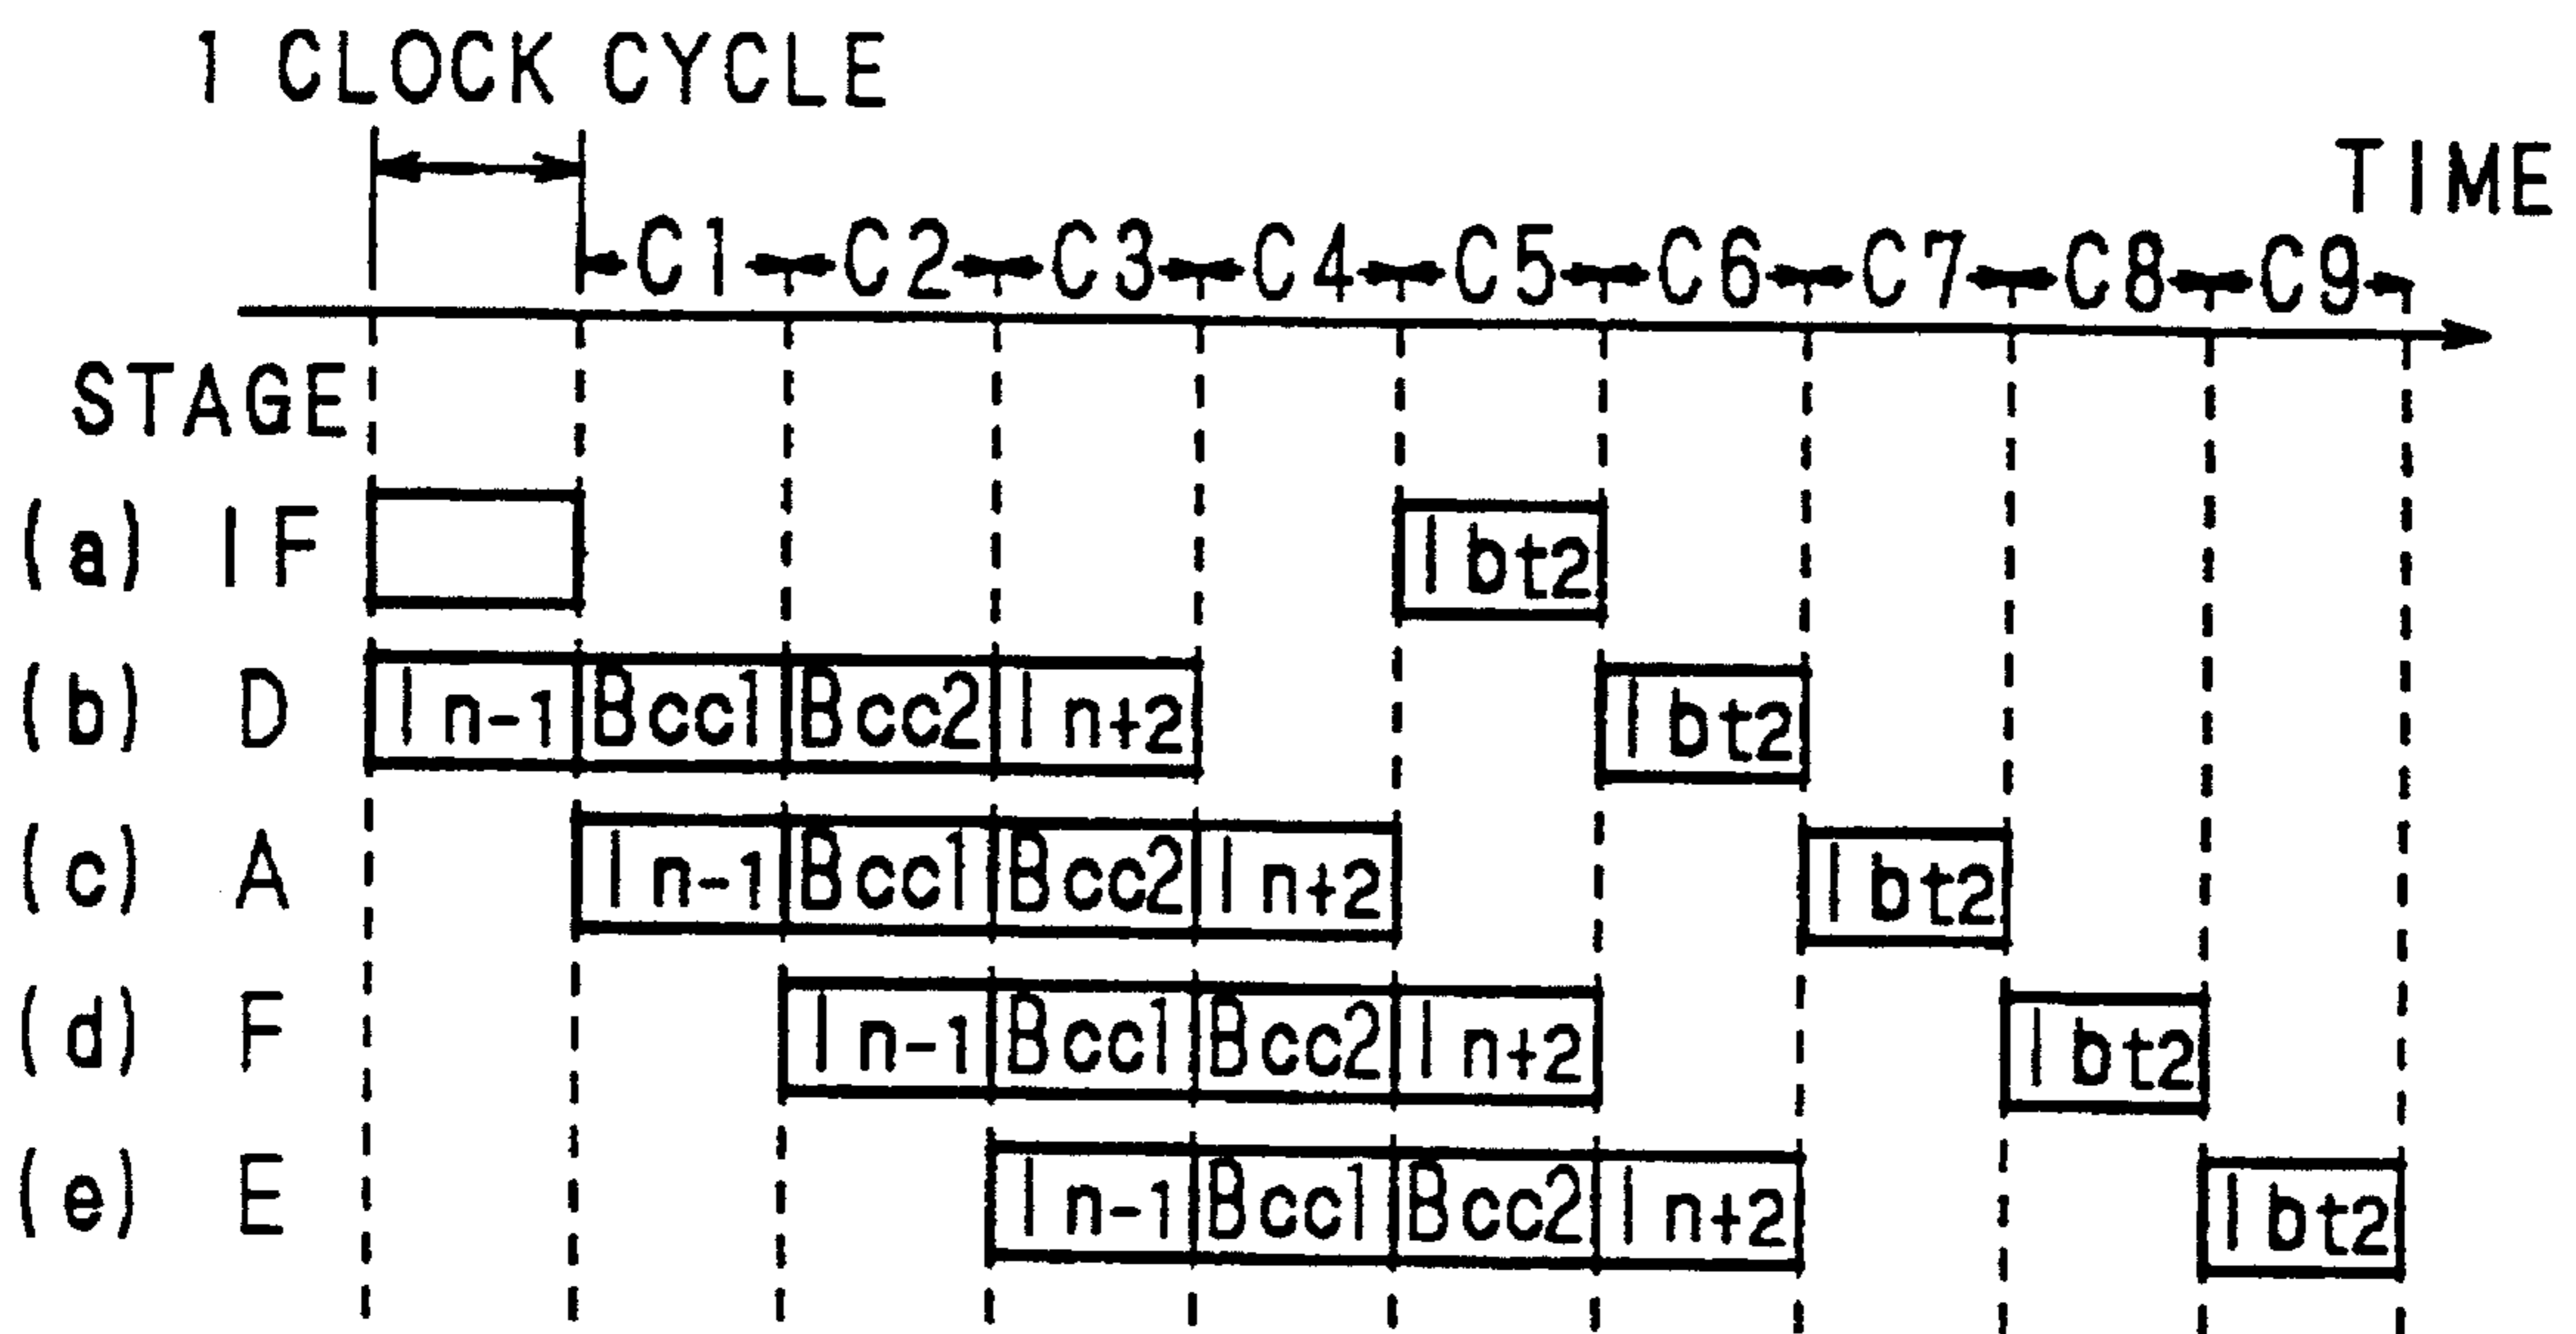 1 CLOCK CYCLE
TIME
C1 C2 C3 C4 C5 C6 C7 C8 C9
STAGE
(a) IF Ibt2
(b) D In-1 Bcc1 Bcc2 In+2 Ibt2
(c) A In-1 Bcc1 Bcc2 In+2 Ibt2
(d) F In-1 Bcc1 Bcc2 In+2 Ibt2
(e) E In-1 Bcc1 Bcc2 In+2 Ibt2